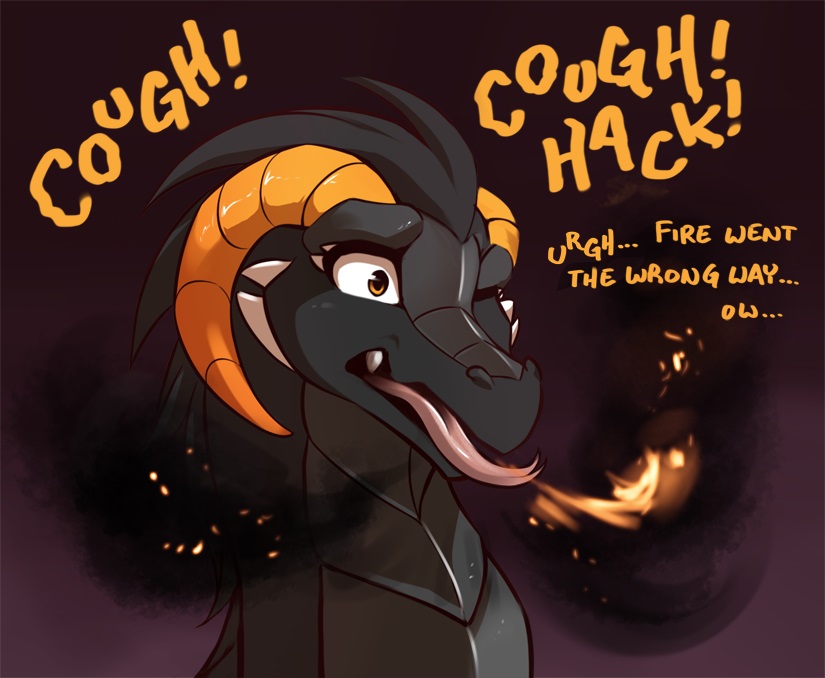 COUGH!
COUGH!
HACK!
URGH... FIRE WENT
THE WRONG WAY...
OW...